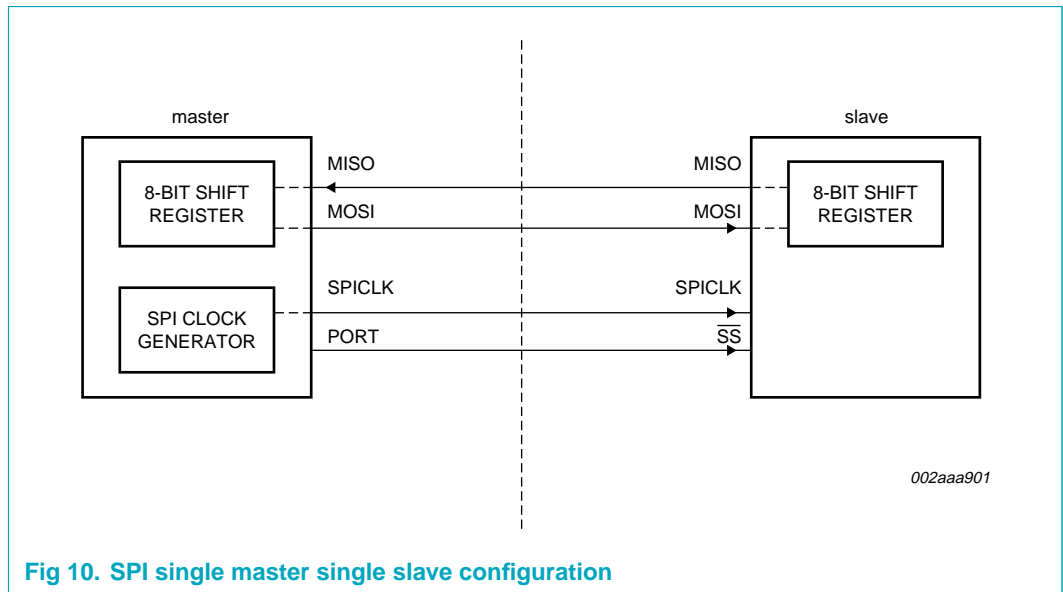 master
slave
8-BIT SHIFT
REGISTER
MISO
MISO
8-BIT SHIFT
REGISTER
MOSI
MOSI
SPI CLOCK
GENERATOR
SPICLK
SPICLK
PORT
S̅S̅
002aaa901
Fig 10. SPI single master single slave configuration